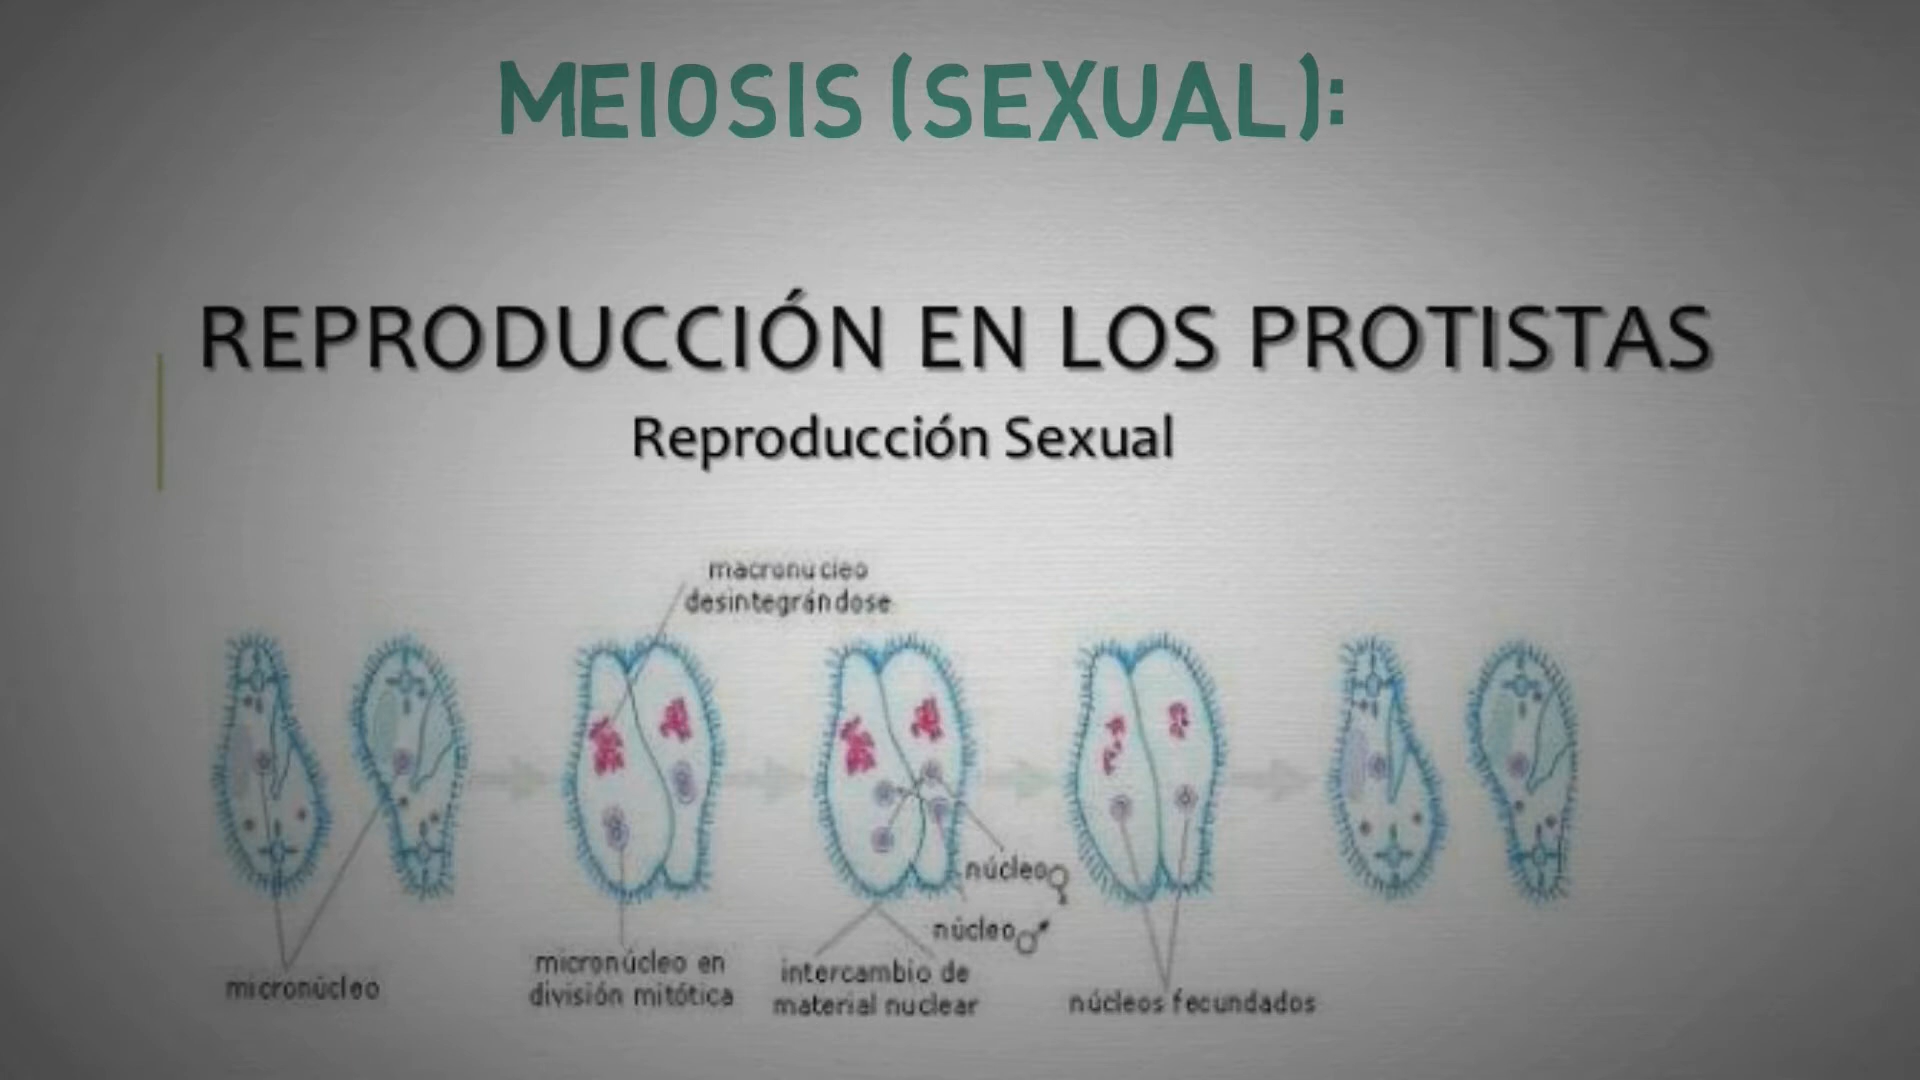 MEIOSIS (SEXUAL):
REPRODUCCIÓN EN LOS PROTISTAS
Reproducción Sexual
macronúcleo
desintegrándose
núcleo♀
núcleo♂
micronúcleo
micronúcleo en
división mitótica
intercambio de
material nuclear
núcleos fecundados